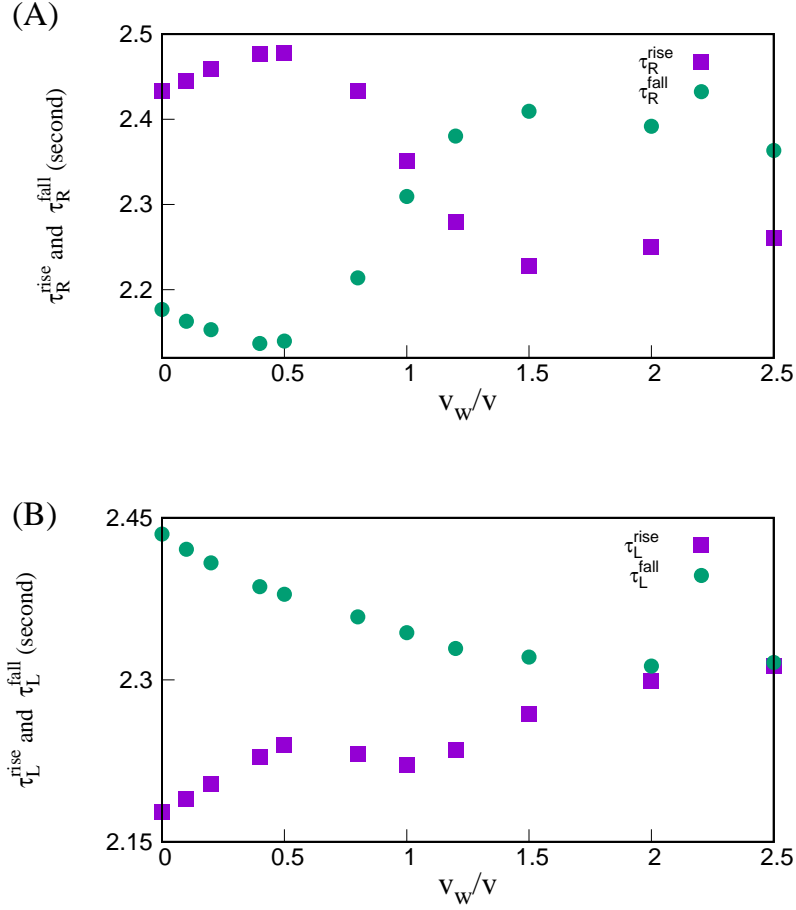 (A)
2.5
2.4
2.3
2.2
τ_R^rise and τ_R^fall (second)
τ_R^rise
τ_R^fall
0 0.5 1 1.5 2 2.5
v_w/v
(B)
2.45
2.3
2.15
τ_L^rise and τ_L^fall (second)
τ_L^rise
τ_L^fall
0 0.5 1 1.5 2 2.5
v_w/v